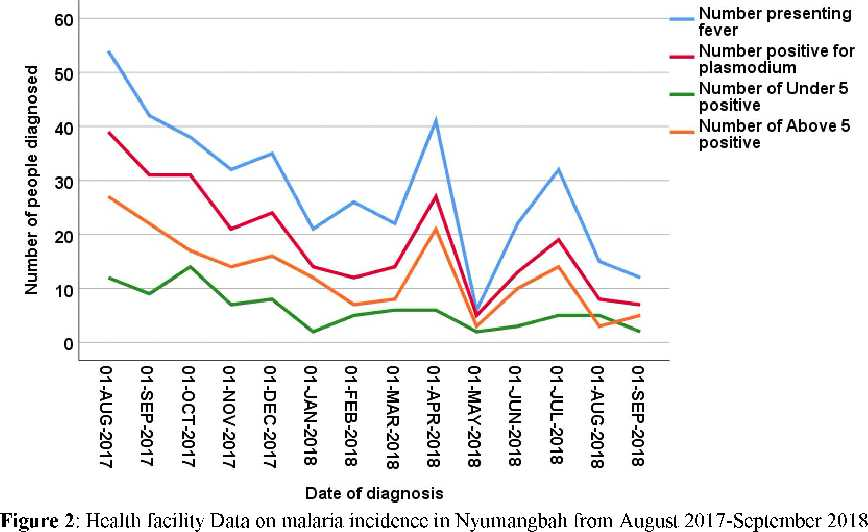 60
50
40
30
20
10
0
Number of people diagnosed
Number presenting
fever
Number positive for
plasmodium
Number of Under 5
positive
Number of Above 5
positive
01-AUG-2017
01-SEP-2017
01-OCT-2017
01-NOV-2017
01-DEC-2017
01-JAN-2018
01-FEB-2018
01-MAR-2018
01-APR-2018
01-MAY-2018
01-JUN-2018
01-JUL-2018
01-AUG-2018
01-SEP-2018
Date of diagnosis
Figure 2: Health facility Data on malaria incidence in Nyumangbah from August 2017-September 2018